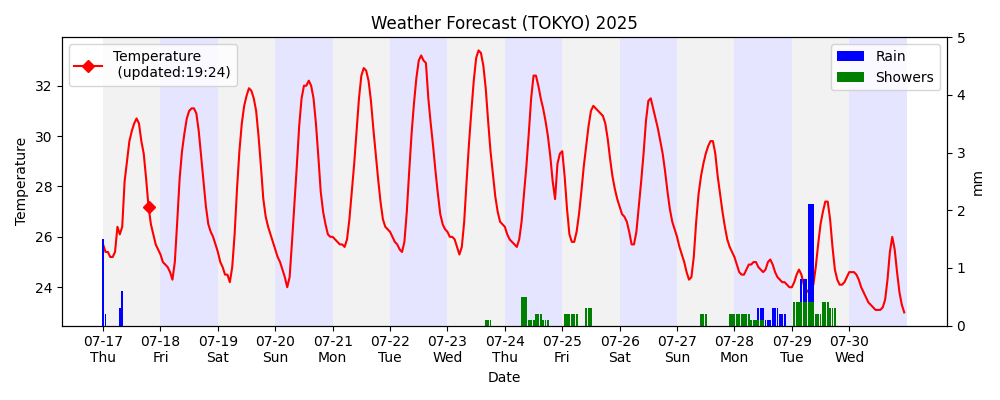 Weather Forecast (TOKYO) 2025
Temperature
(updated:19:24)
Rain
Showers
Temperature
32
30
28
26
24
5
4
3
2
1
0
mm
07-17 07-18 07-19 07-20 07-21 07-22 07-23 07-24 07-25 07-26 07-27 07-28 07-29 07-30
Thu Fri Sat Sun Mon Tue Wed Thu Fri Sat Sun Mon Tue Wed
Date